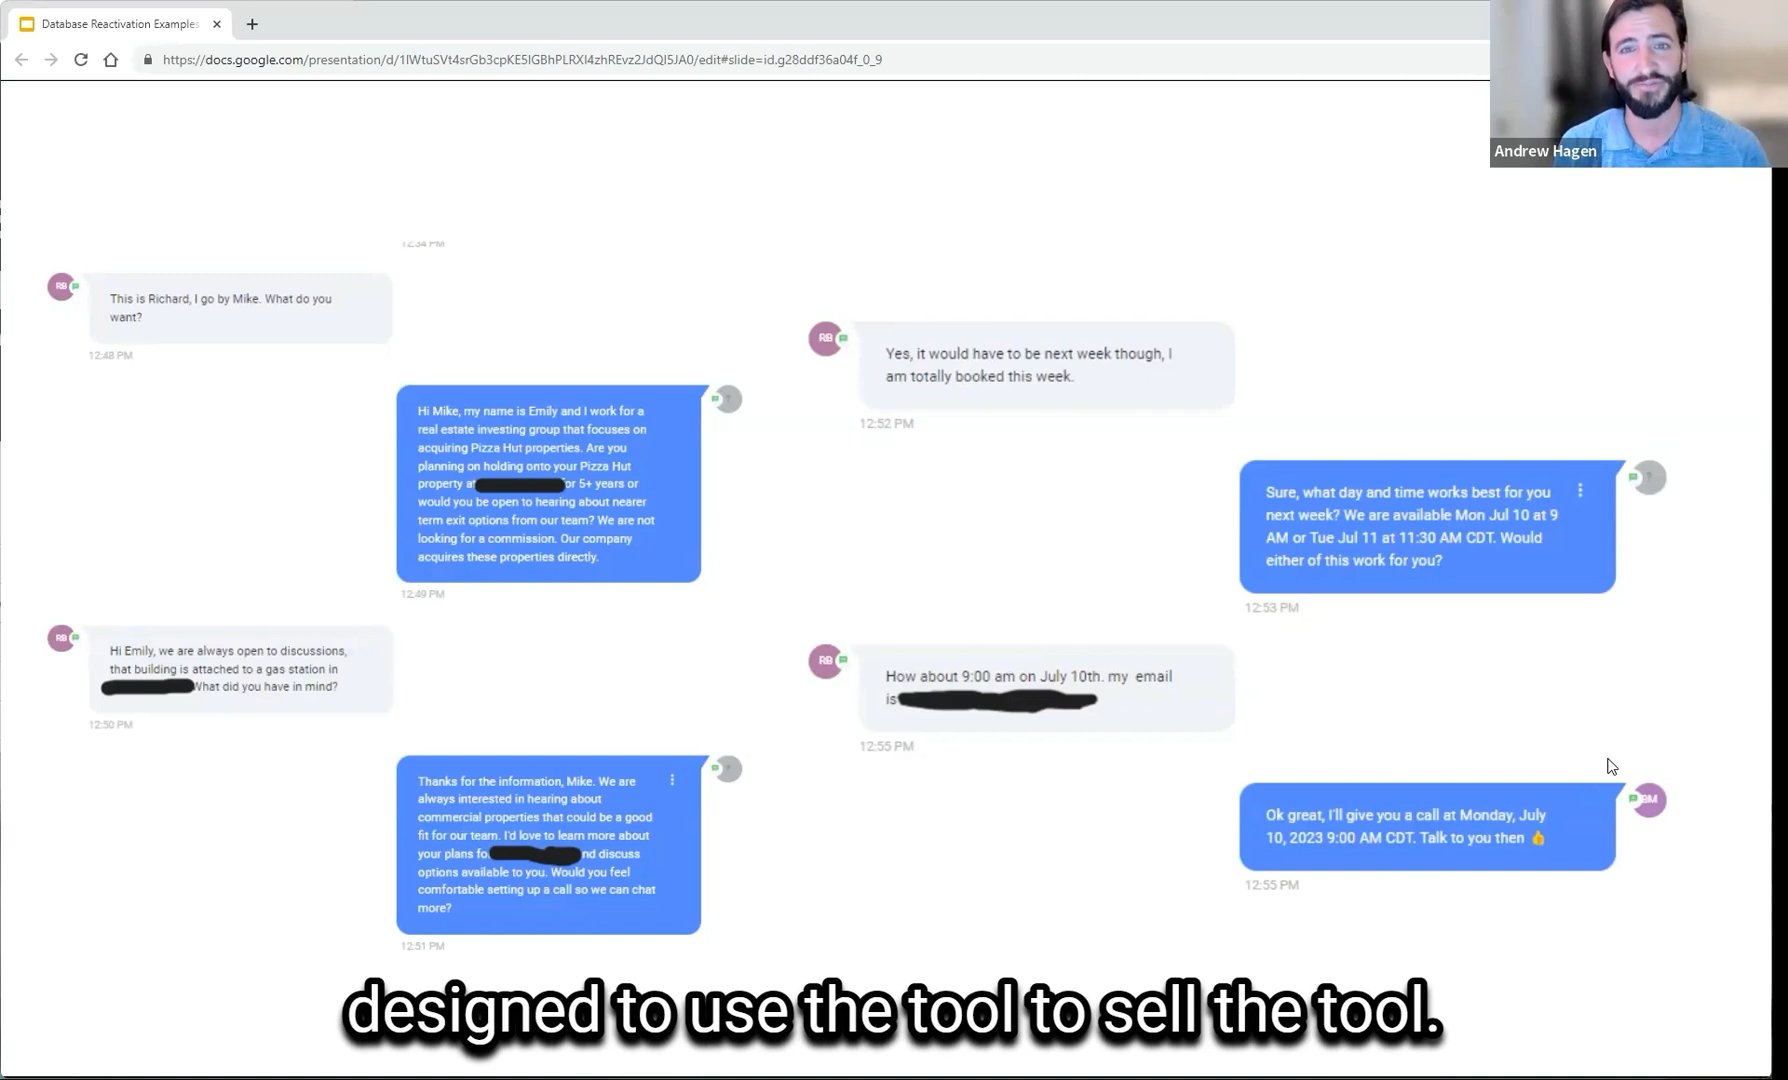 Database Reactivation Examples
https://docs.google.com/presentation/d/1lWtuSVt4srGb3cpKE5lGBhPLRXl4zhREvz2JdQl5JA0/edit#slide=id.g28ddf36a04f_0_9
Andrew Hagen
12:34 PM
RB
This is Richard, I go by Mike. What do you
want?
12:48 PM
Hi Mike, my name is Emily and I work for a
real estate investing group that focuses on
acquiring Pizza Hut properties. Are you
planning on holding onto your Pizza Hut
property at or 5+ years or
would you be open to hearing about nearer
term exit options from our team? We are not
looking for a commission. Our company
acquires these properties directly.
?
12:49 PM
RB
Hi Emily, we are always open to discussions,
that building is attached to a gas station in
What did you have in mind?
12:50 PM
Thanks for the information, Mike. We are
always interested in hearing about
commercial properties that could be a good
fit for our team. I'd love to learn more about
your plans fo nd discuss
options available to you. Would you feel
comfortable setting up a call so we can chat
more?
?
12:51 PM
RB
Yes, it would have to be next week though, I
am totally booked this week.
12:52 PM
Sure, what day and time works best for you
next week? We are available Mon Jul 10 at 9
AM or Tue Jul 11 at 11:30 AM CDT. Would
either of this work for you?
?
12:53 PM
RB
How about 9:00 am on July 10th. my email
is
12:55 PM
Ok great, I'll give you a call at Monday, July
10, 2023 9:00 AM CDT. Talk to you then 👍
BM
12:55 PM
designed to use the tool to sell the tool.